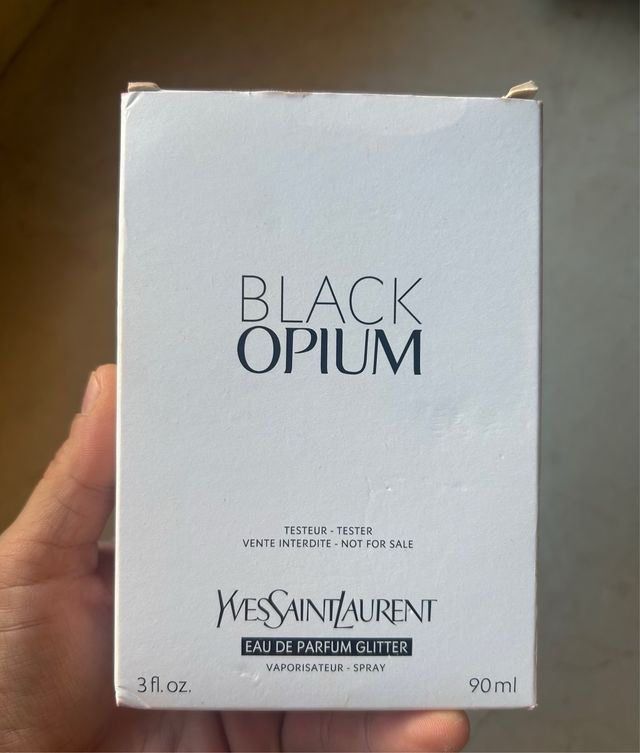 BLACK
OPIUM
TESTEUR - TESTER
VENTE INTERDITE - NOT FOR SALE
YVESSAINTLAURENT
EAU DE PARFUM GLITTER
VAPORISATEUR - SPRAY
3 fl. oz. 90 ml